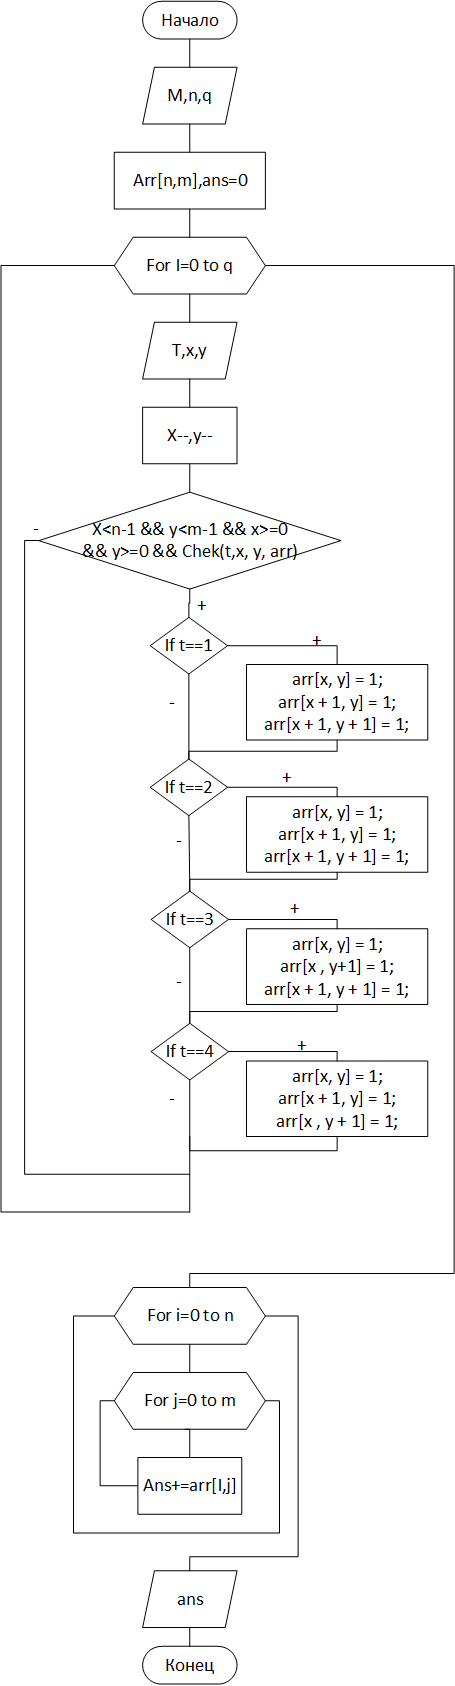 Начало
M,n,q
Arr[n,m],ans=0
For I=0 to q
T,x,y
X--,y--
-
X<n-1 && y<m-1 && x>=0
&& y>=0 && Chek(t,x, y, arr)
+
If t==1
+
-
arr[x, y] = 1;
arr[x + 1, y] = 1;
arr[x + 1, y + 1] = 1;
If t==2
+
-
arr[x, y] = 1;
arr[x + 1, y] = 1;
arr[x + 1, y + 1] = 1;
If t==3
+
-
arr[x, y] = 1;
arr[x , y+1] = 1;
arr[x + 1, y + 1] = 1;
If t==4
+
-
arr[x, y] = 1;
arr[x + 1, y] = 1;
arr[x , y + 1] = 1;
For i=0 to n
For j=0 to m
Ans+=arr[I,j]
ans
Конец